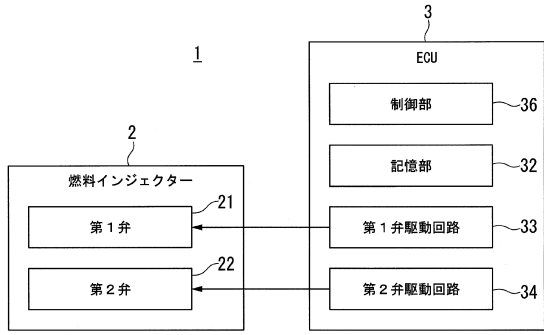 3
ECU
1
制御部
36
2
記憶部
32
燃料インジェクター
21
第1弁
第1弁駆動回路
33
22
第2弁
第2弁駆動回路
34